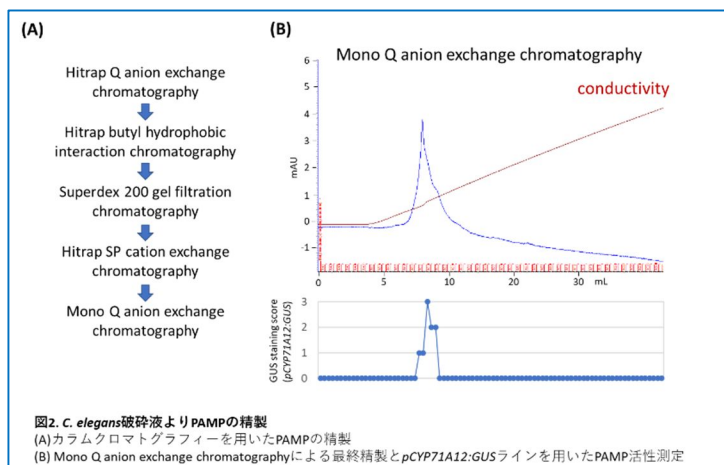 (A)
Hitrap Q anion exchange
chromatography
Hitrap butyl hydrophobic
interaction chromatography
Superdex 200 gel filtration
chromatography
Hitrap SP cation exchange
chromatography
Mono Q anion exchange
chromatography
(B)
Mono Q anion exchange chromatography
conductivity
mAU
6
5
4
3
2
1
0
-1
0
5
10
20
30
mL
GUS staining score
(pCYP71A12:GUS)
3
2
1
0
図2. C. elegans破砕液よりPAMPの精製
(A)カラムクロマトグラフィーを用いたPAMPの精製
(B) Mono Q anion exchange chromatographyによる最終精製とpCYP71A12:GUSラインを用いたPAMP活性測定